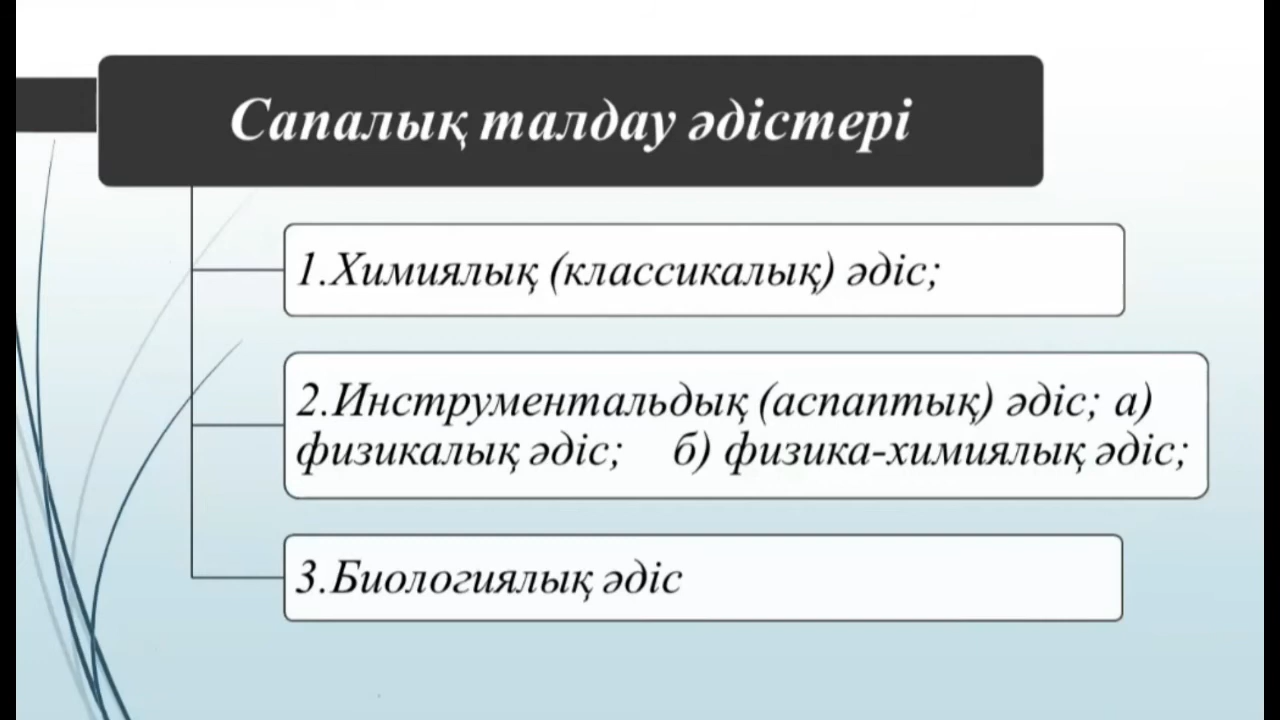 Сапалық талдау әдістері
1.Химиялық (классикалық) әдіс;
2.Инструментальдық (аспаптық) әдіс; а)
физикалық әдіс; б) физика-химиялық әдіс;
3.Биологиялық әдіс